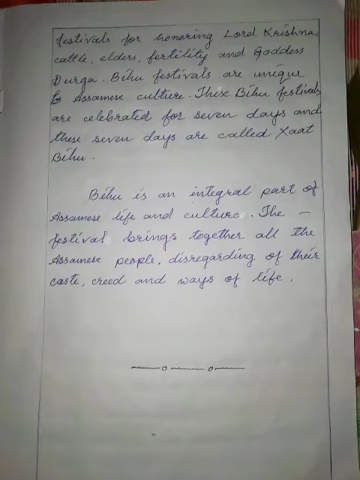 festivals for honoring Lord Krishna,
cattle, elders, fertility and Goddess
Durga. Bihu festivals are unique
to Assamese culture. These Bihu festivals
are celebrated for seven days and
these seven days are called Xaat
Bihu.
Bihu is an integral part of
Assamese life and culture. The –
festival brings together all the
Assamese people, disregarding of their
caste, creed and ways of life.